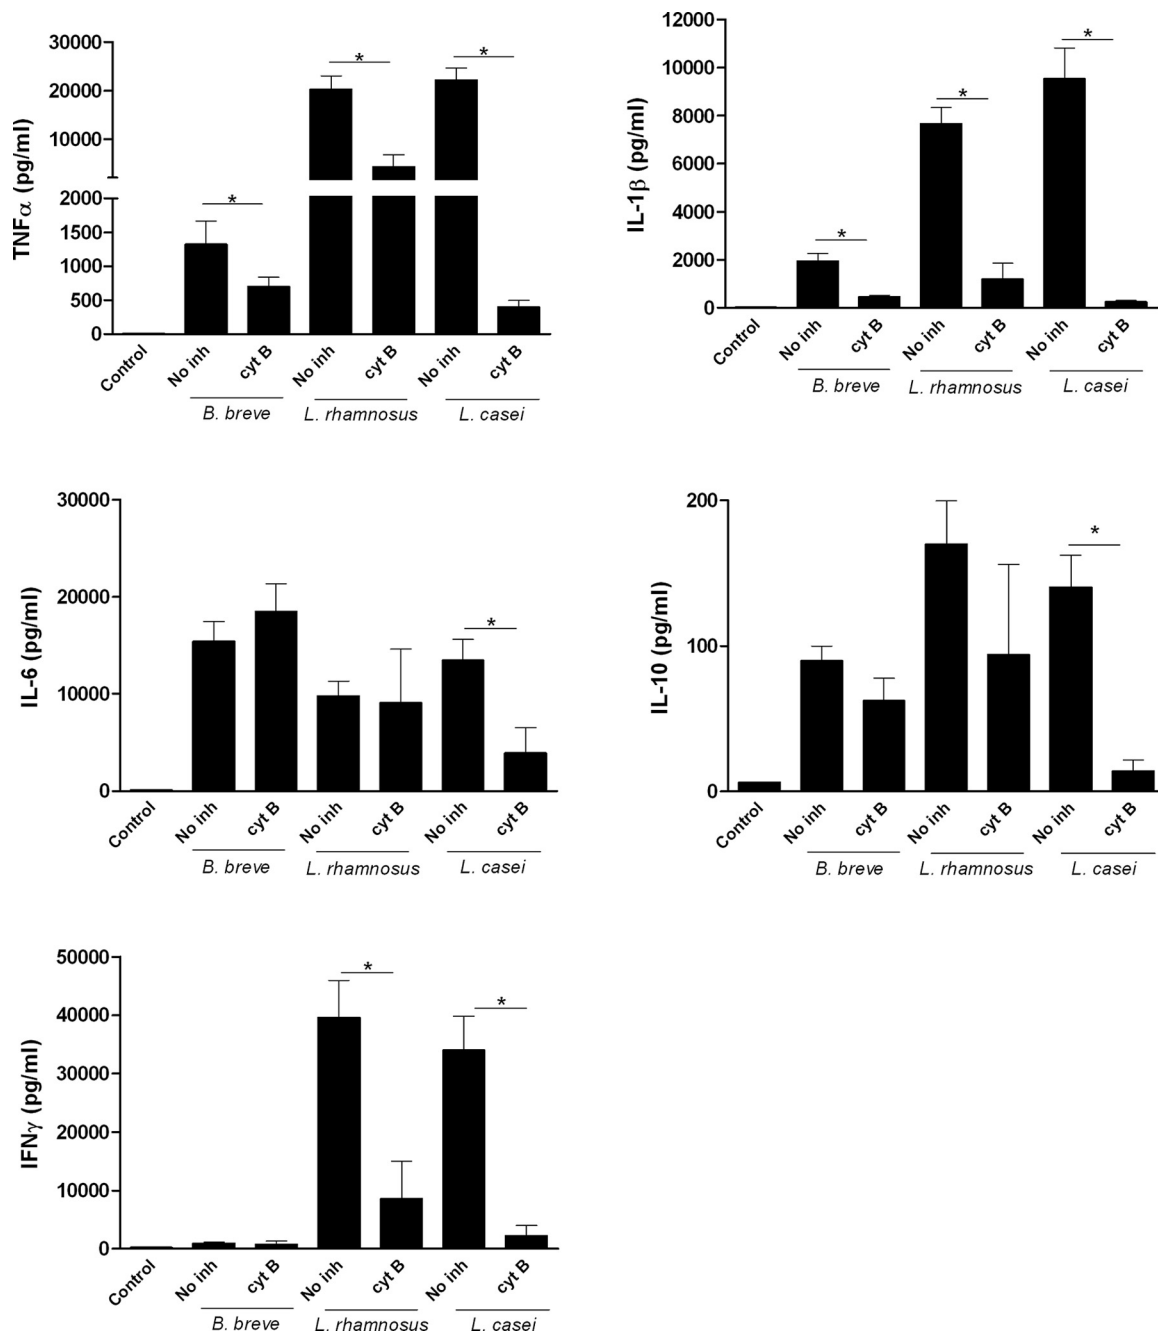 TNFα (pg/ml)
30000
20000
10000
2000
1500
1000
500
0
* * *
Control No inh cyt B No inh cyt B No inh cyt B
B. breve L. rhamnosus L. casei
IL-1β (pg/ml)
12000
10000
8000
6000
4000
2000
0
* * *
Control No inh cyt B No inh cyt B No inh cyt B
B. breve L. rhamnosus L. casei
IL-6 (pg/ml)
30000
20000
10000
0
*
Control No inh cyt B No inh cyt B No inh cyt B
B. breve L. rhamnosus L. casei
IL-10 (pg/ml)
200
100
0
*
Control No inh cyt B No inh cyt B No inh cyt B
B. breve L. rhamnosus L. casei
IFNγ (pg/ml)
50000
40000
30000
20000
10000
0
* *
Control No inh cyt B No inh cyt B No inh cyt B
B. breve L. rhamnosus L. casei